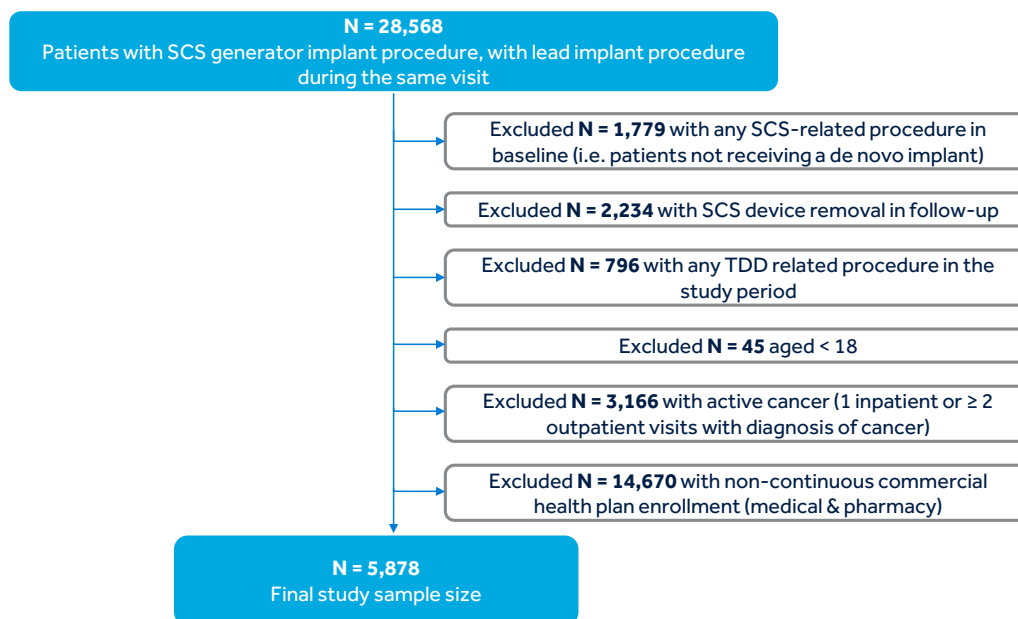 N = 28,568
Patients with SCS generator implant procedure, with lead implant procedure
during the same visit
Excluded N = 1,779 with any SCS-related procedure in
baseline (i.e. patients not receiving a de novo implant)
Excluded N = 2,234 with SCS device removal in follow-up
Excluded N = 796 with any TDD related procedure in the
study period
Excluded N = 45 aged < 18
Excluded N = 3,166 with active cancer (1 inpatient or ≥ 2
outpatient visits with diagnosis of cancer)
Excluded N = 14,670 with non-continuous commercial
health plan enrollment (medical & pharmacy)
N = 5,878
Final study sample size